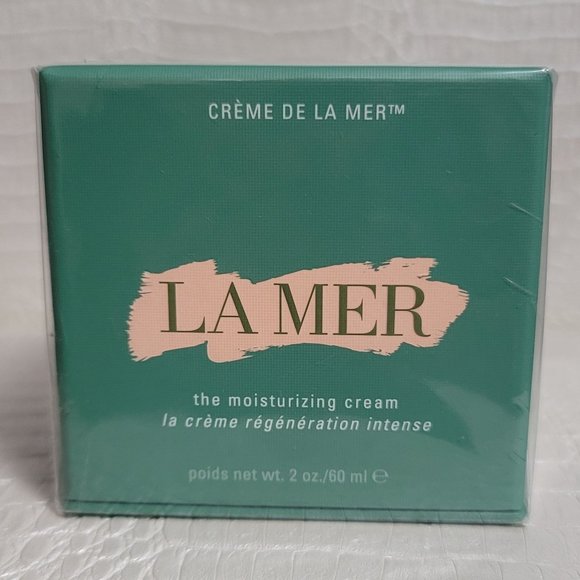 CRÈME DE LA MER™
LA MER
the moisturizing cream
la crème régénération intense
poids net wt. 2 oz./60 ml ℮